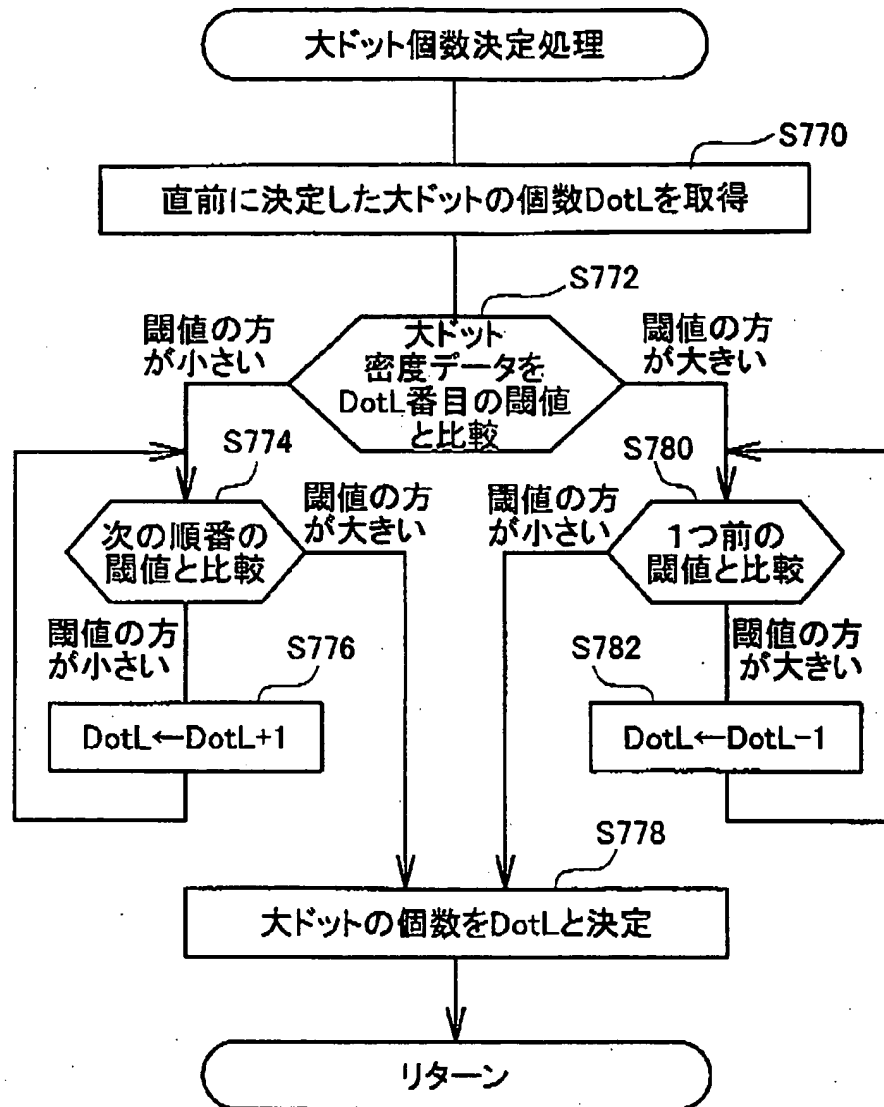 大ドット個数決定処理
S770
直前に決定した大ドットの個数DotLを取得
S772
閾値の方
が小さい
大ドット
密度データを
DotL番目の閾値
と比較
閾値の方
が大きい
S774
次の順番の
閾値と比較
閾値の方
が大きい
閾値の方
が小さい
S776
DotL←DotL+1
S780
閾値の方
が小さい
1つ前の
閾値と比較
閾値の方
が大きい
S782
DotL←DotL-1
S778
大ドットの個数をDotLと決定
リターン